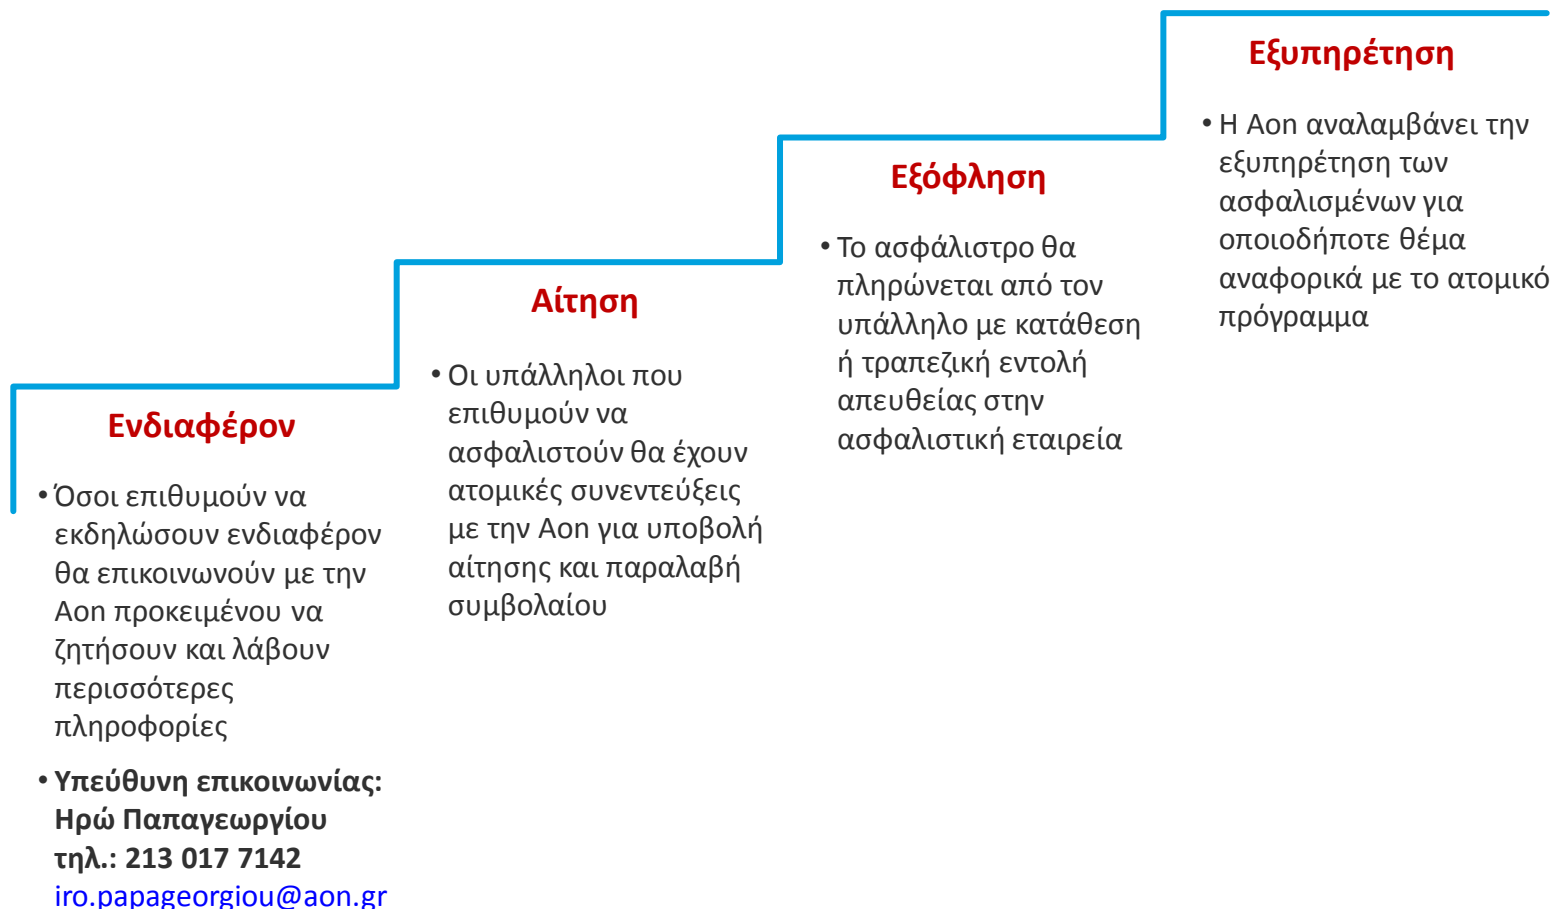 Ενδιαφέρον
• Όσοι επιθυμούν να
εκδηλώσουν ενδιαφέρον
θα επικοινωνούν με την
Aon προκειμένου να
ζητήσουν και λάβουν
περισσότερες
πληροφορίες
• Υπεύθυνη επικοινωνίας:
Ηρώ Παπαγεωργίου
τηλ.: 213 017 7142
iro.papageorgiou@aon.gr
Αίτηση
• Οι υπάλληλοι που
επιθυμούν να
ασφαλιστούν θα έχουν
ατομικές συνεντεύξεις
με την Aon για υποβολή
αίτησης και παραλαβή
συμβολαίου
Εξόφληση
• Το ασφάλιστρο θα
πληρώνεται από τον
υπάλληλο με κατάθεση
ή τραπεζική εντολή
απευθείας στην
ασφαλιστική εταιρεία
Εξυπηρέτηση
• Η Aon αναλαμβάνει την
εξυπηρέτηση των
ασφαλισμένων για
οποιοδήποτε θέμα
αναφορικά με το ατομικό
πρόγραμμα